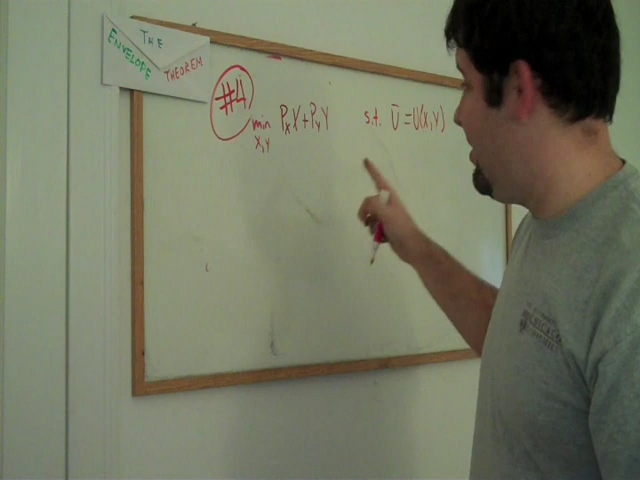 THE
ENVELOPE
THEOREM
#4
min PxX+PyY s.t. Ū=U(X,Y)
X,Y